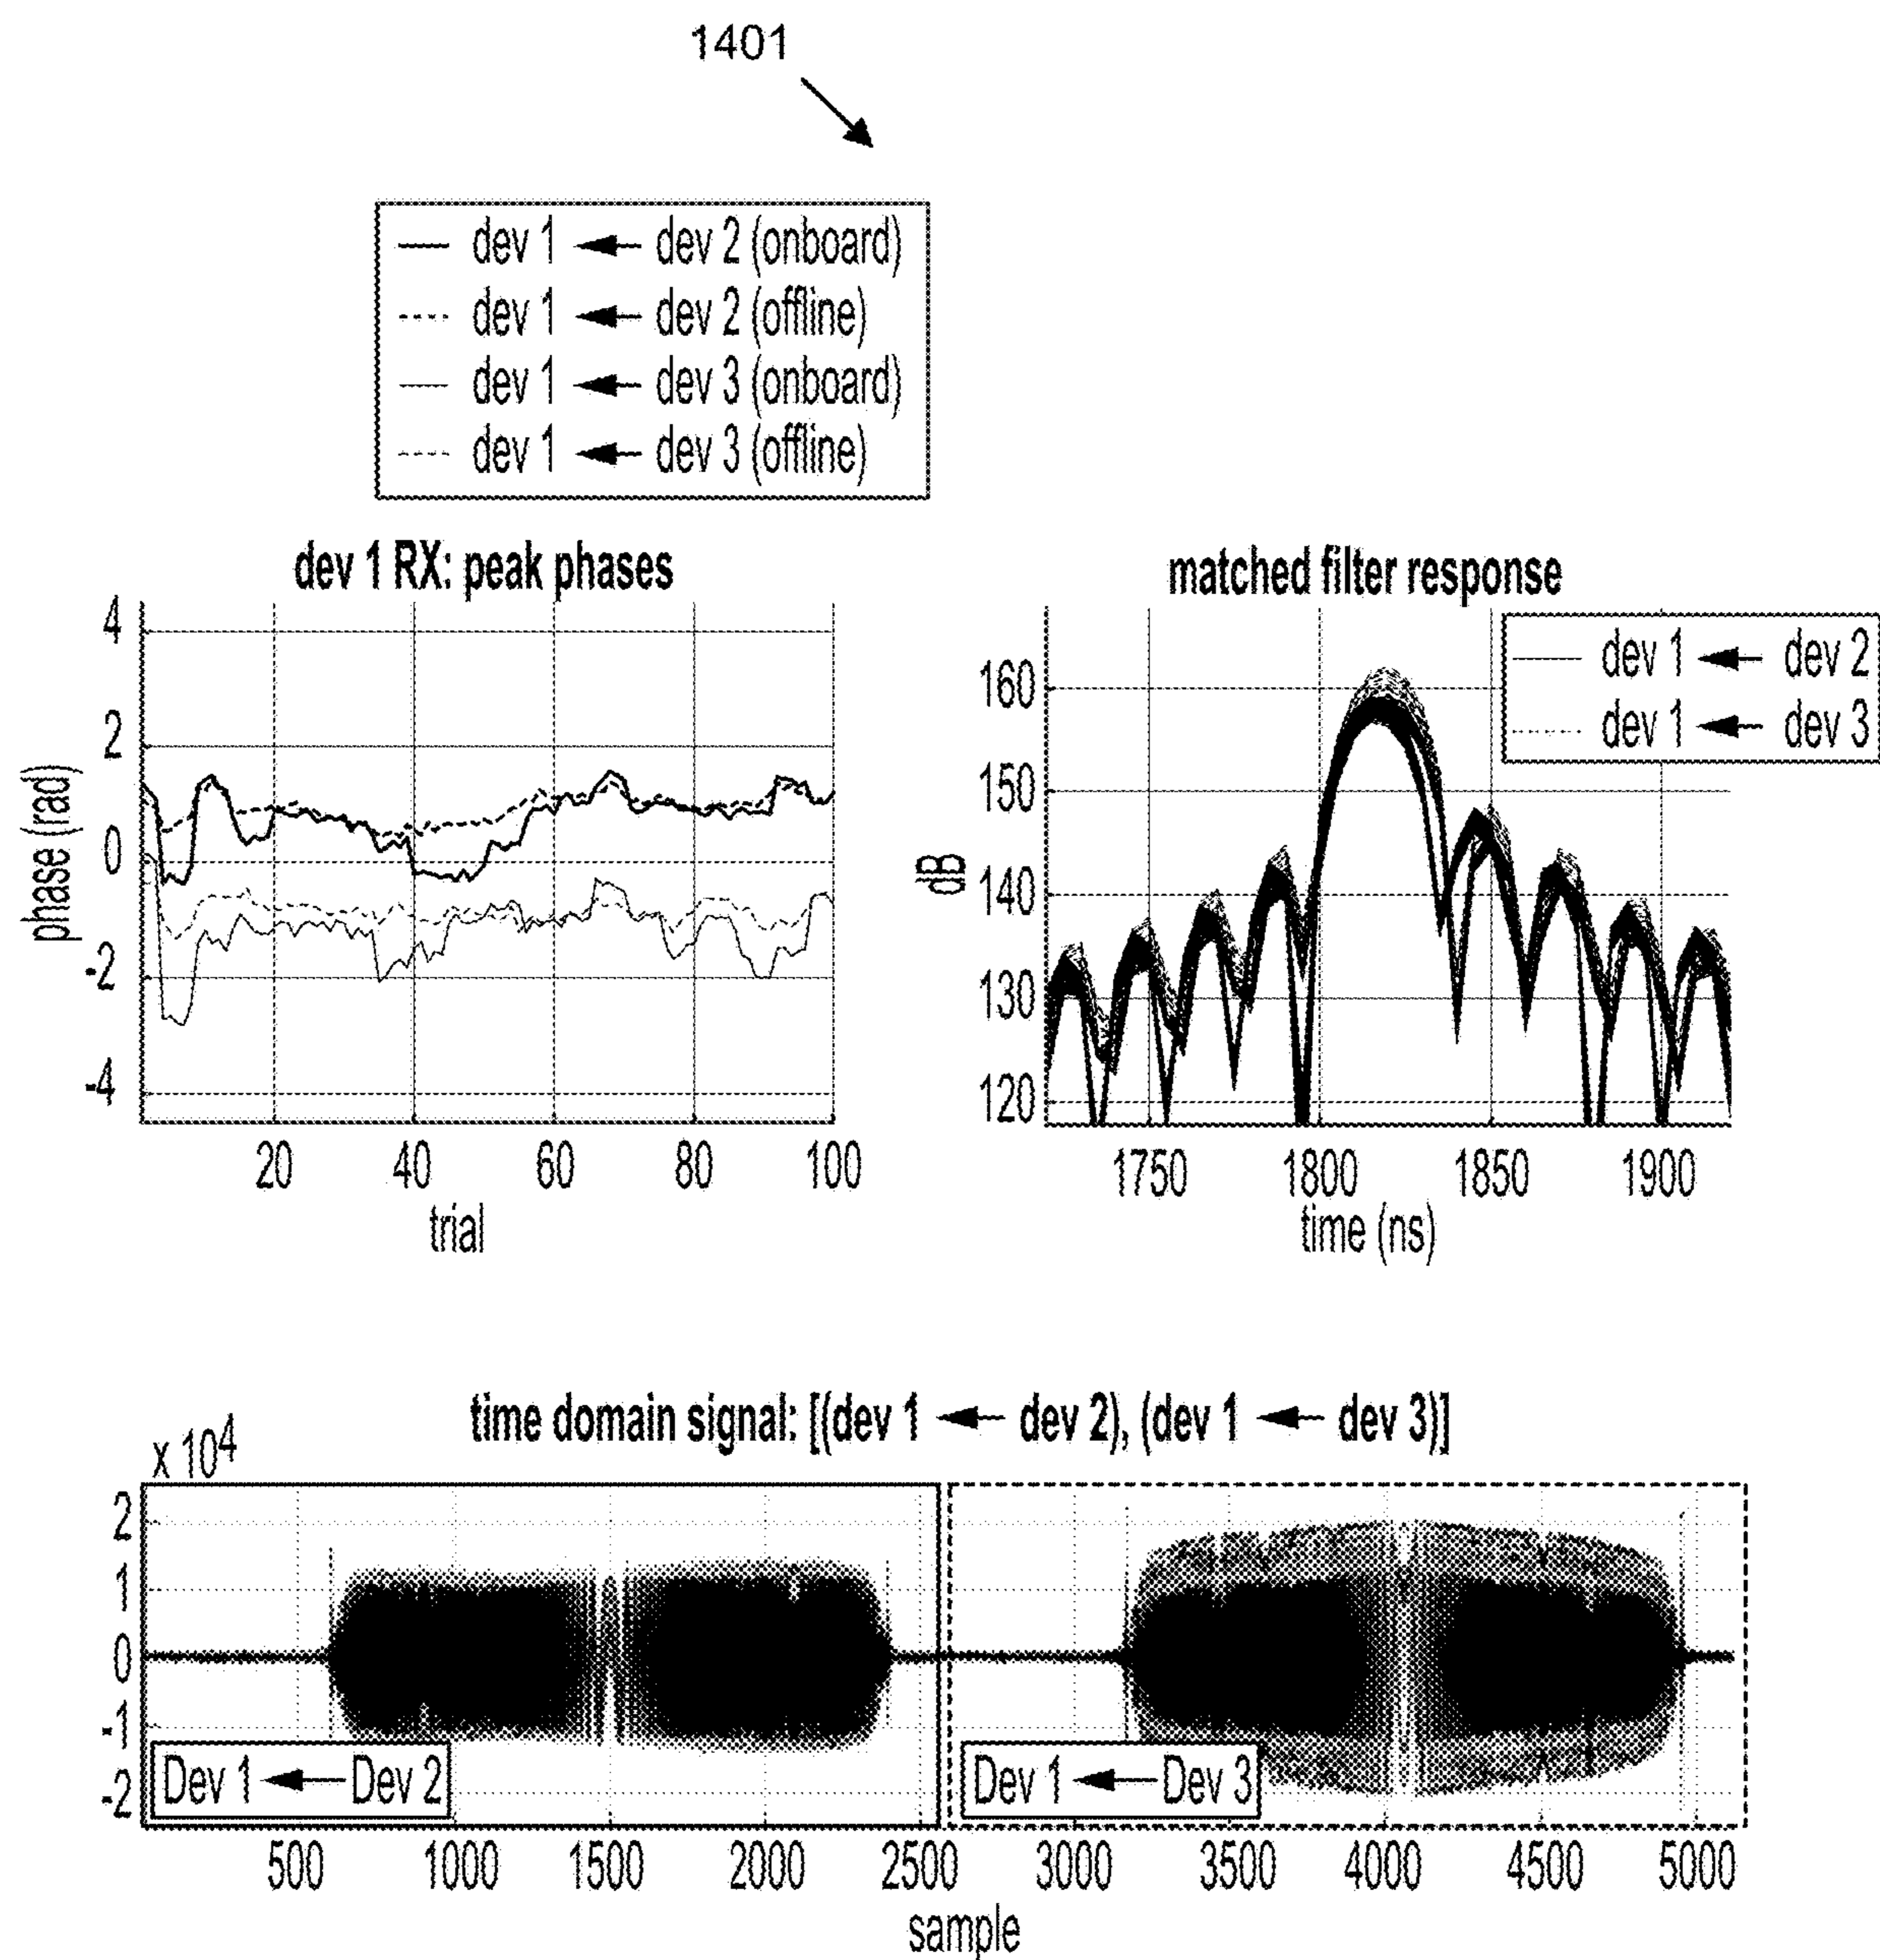 1401
dev 1 ← dev 2 (onboard)
dev 1 ← dev 2 (offline)
dev 1 ← dev 3 (onboard)
dev 1 ← dev 3 (offline)
dev 1 RX: peak phases
4
2
0
-2
-4
phase (rad)
20 40 60 80 100
trial
matched filter response
dev 1 ← dev 2
dev 1 ← dev 3
160
150
140
130
120
dB
1750 1800 1850 1900
time (ns)
time domain signal: [(dev 1 ← dev 2), (dev 1 ← dev 3)]
x 10⁴
2
1
0
-1
-2
Dev 1 ← Dev 2
Dev 1 ← Dev 3
500 1000 1500 2000 2500 3000 3500 4000 4500 5000
sample